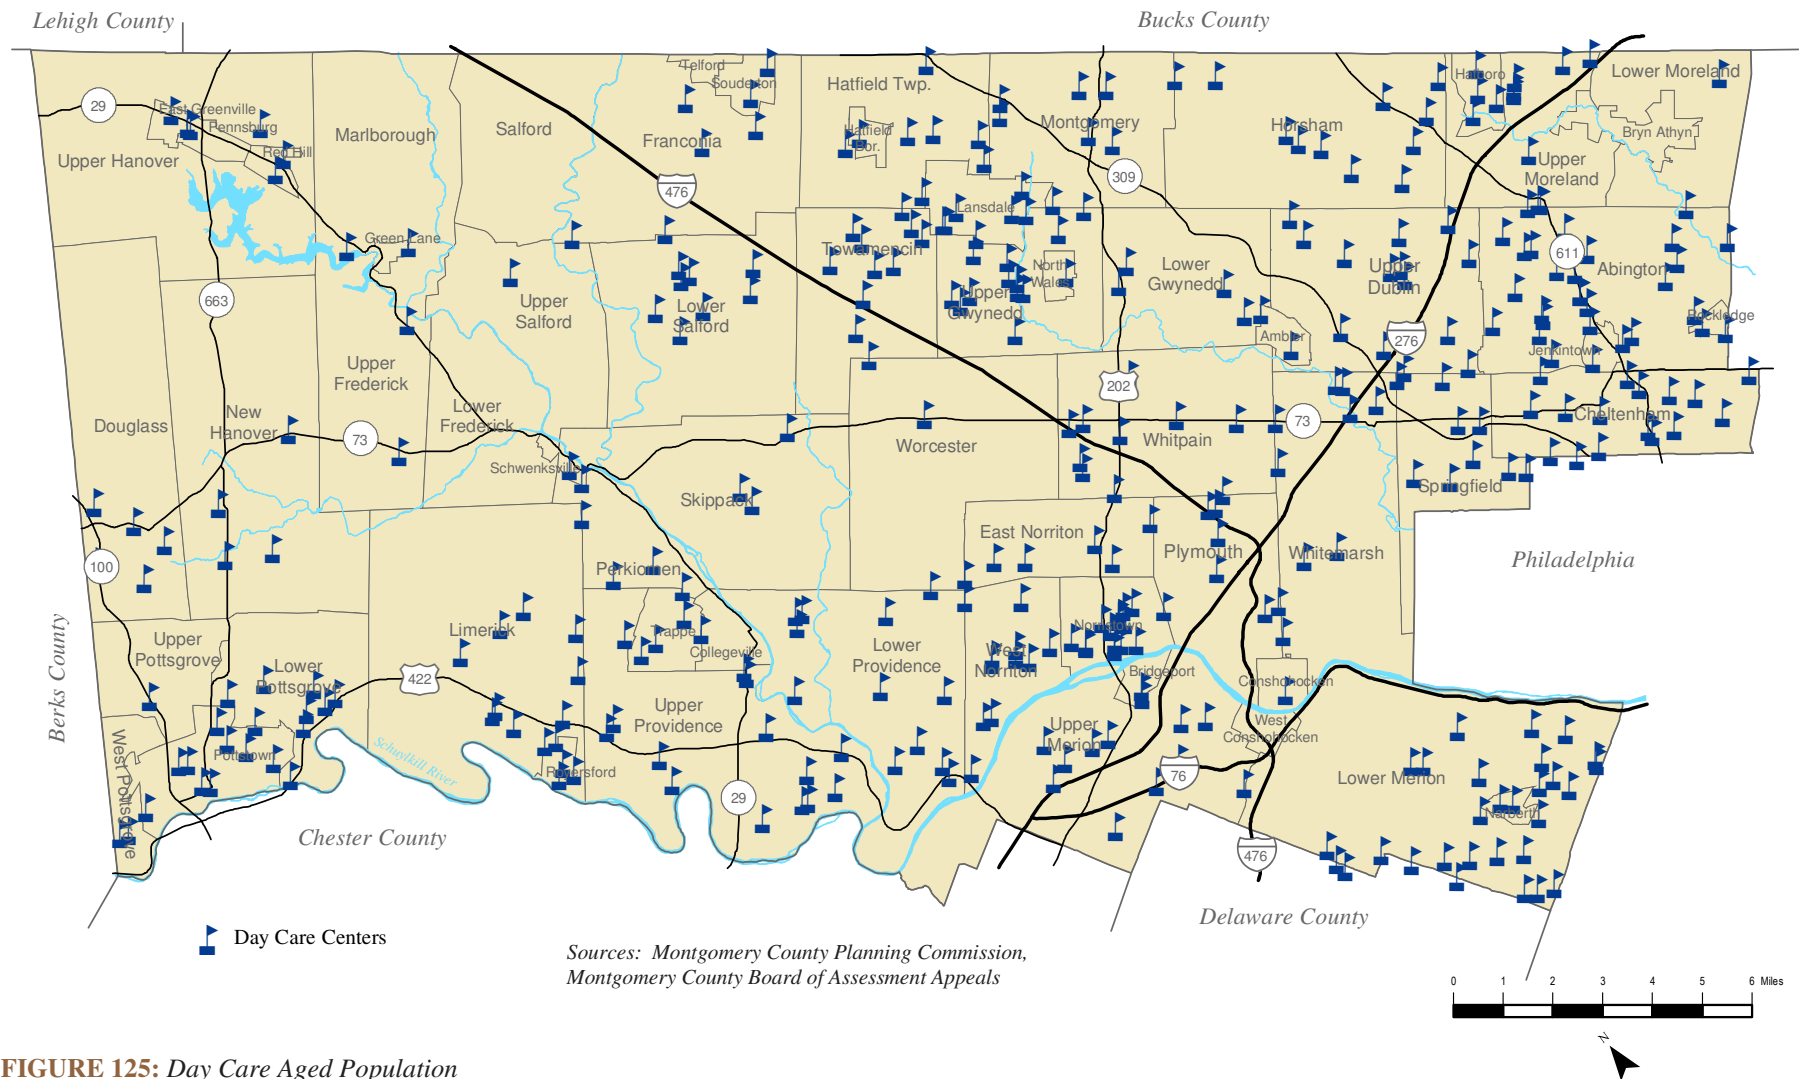 Lehigh County
Bucks County
Telford
Souderton
Hatfield Twp.
Hatboro
Lower Moreland
29
East Greenville
Pennsburg
Marlborough
Salford
Franconia
Hatfield
Bor.
Montgomery
Horsham
Bryn Athyn
Upper Hanover
Red Hill
476
309
Upper
Moreland
Lansdale
Green Lane
Towamencin
611
Abington
North
Wales
Lower
Gwynedd
Upper
Dublin
663
Upper
Salford
Lower
Salford
Upper
Gwynedd
Rockledge
Ambler
276
Jenkintown
Upper
Frederick
202
Douglass
New
Hanover
Lower
Frederick
73
Worcester
Whitpain
73
Cheltenham
Schwenksville
Skippack
Springfield
East Norriton
Plymouth
Whitemarsh
Philadelphia
100
Perkiomen
Berks County
Upper
Pottsgrove
Limerick
Trappe
Collegeville
Lower
Providence
West
Norriton
Norristown
Bridgeport
Conshohocken
Lower
Pottsgrove
422
Upper
Providence
Upper
Merion
West
Conshohocken
West Pottsgrove
Pottstown
Schuylkill River
Royersford
76
Lower Merion
29
Narberth
Chester County
476
Delaware County
Day Care Centers
Sources:  Montgomery County Planning Commission,
Montgomery County Board of Assessment Appeals
0 1 2 3 4 5 6 Miles
N
FIGURE 125: Day Care Aged Population